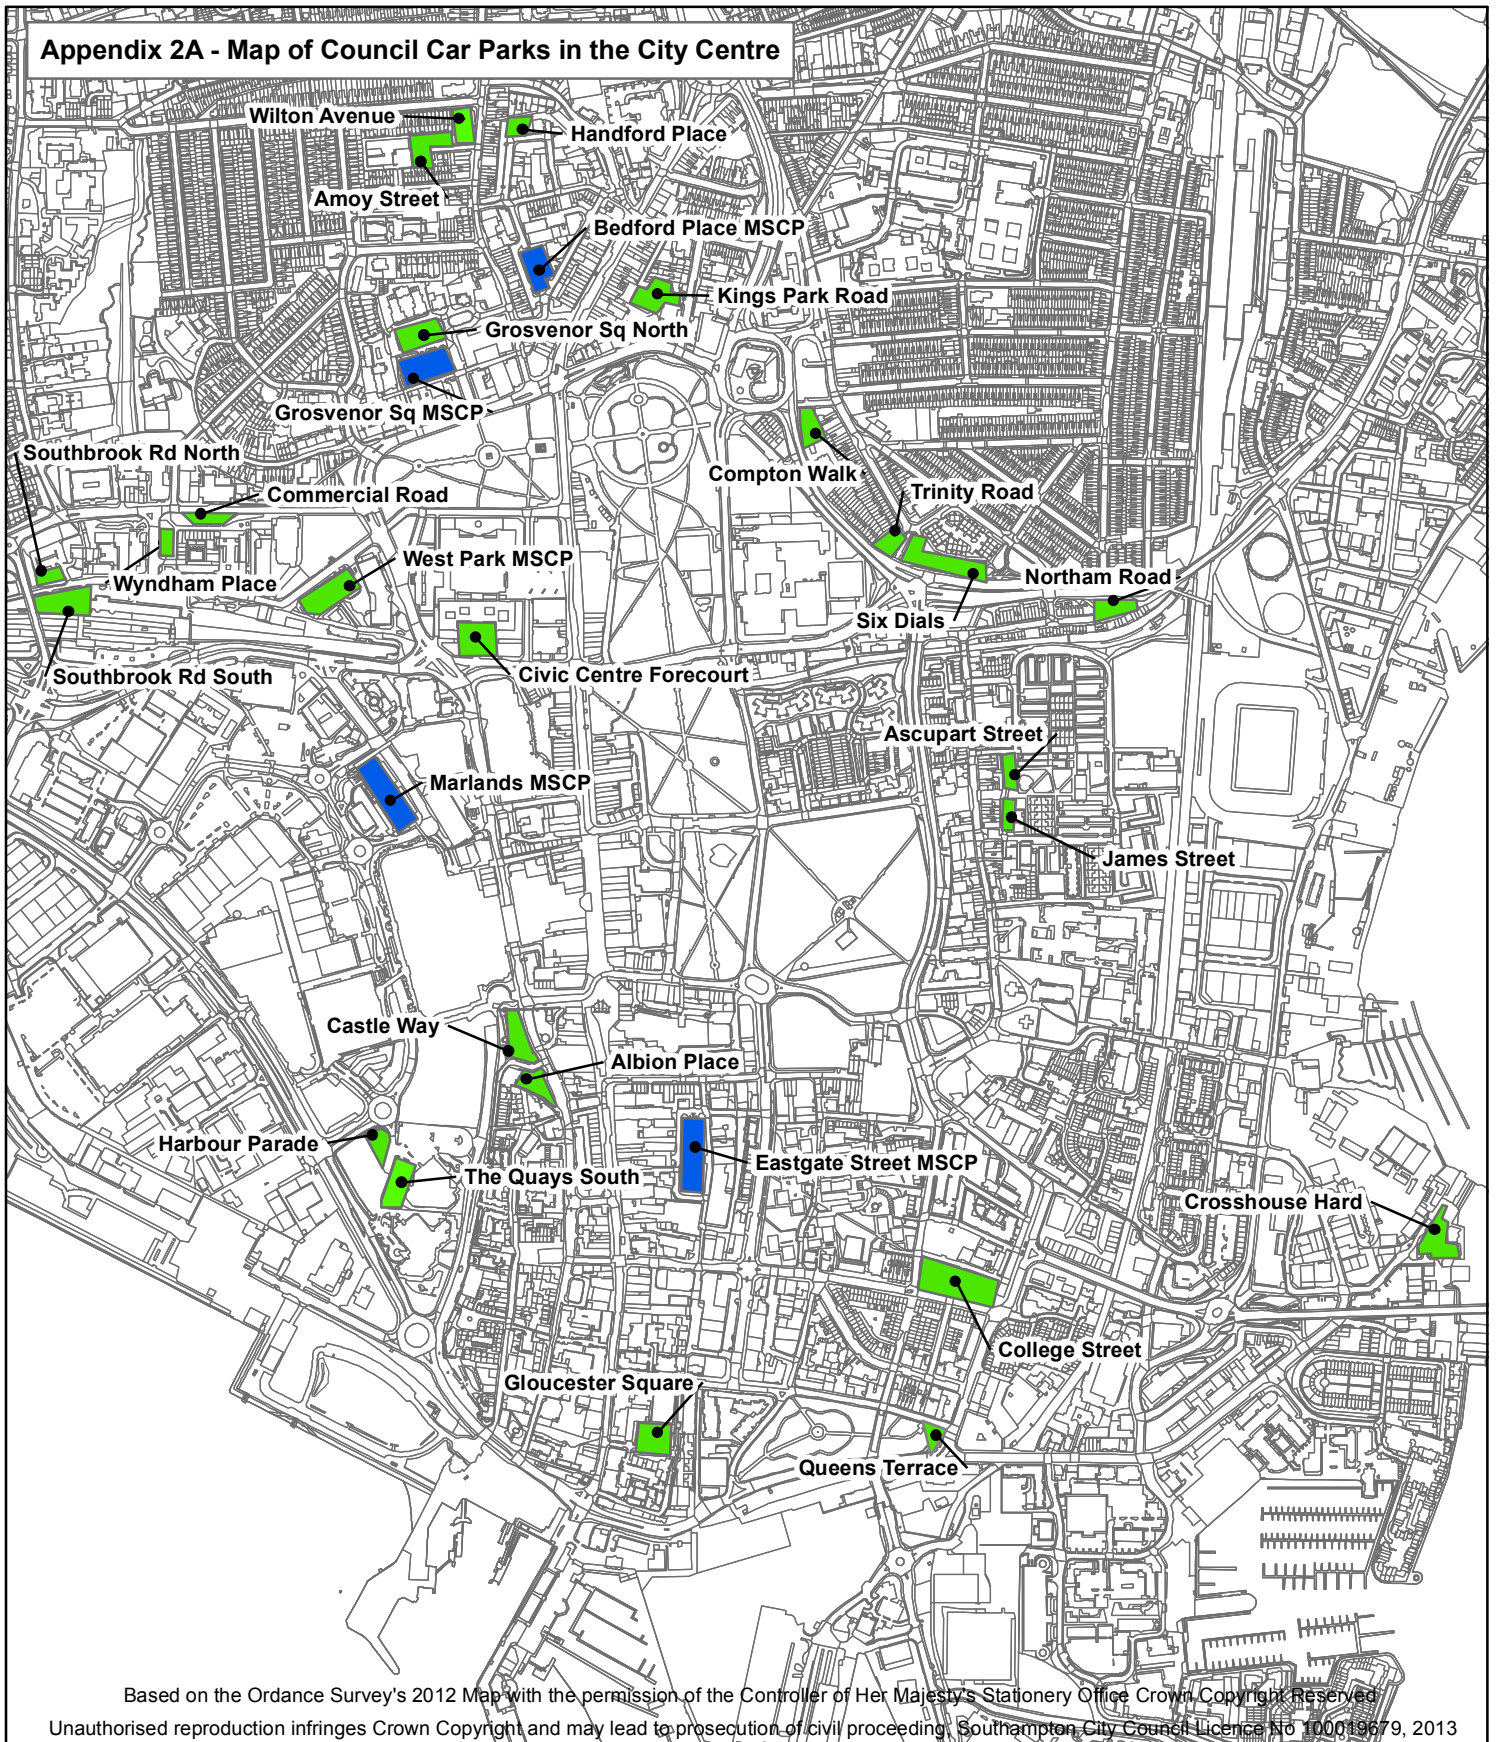 Appendix 2A - Map of Council Car Parks in the City Centre
Wilton Avenue
Handford Place
Amoy Street
Bedford Place MSCP
Kings Park Road
Grosvenor Sq North
Grosvenor Sq MSCP
Southbrook Rd North
Compton Walk
Commercial Road
Trinity Road
West Park MSCP
Wyndham Place
Northam Road
Six Dials
Civic Centre Forecourt
Southbrook Rd South
Ascupart Street
Marlands MSCP
James Street
Castle Way
Albion Place
Harbour Parade
Eastgate Street MSCP
The Quays South
Crosshouse Hard
College Street
Gloucester Square
Queens Terrace
Based on the Ordance Survey's 2012 Map with the permission of the Controller of Her Majesty's Stationery Office Crown Copyright Reserved
Unauthorised reproduction infringes Crown Copyright and may lead to prosecution of civil proceeding. Southampton City Council Licence No 100019679, 2013